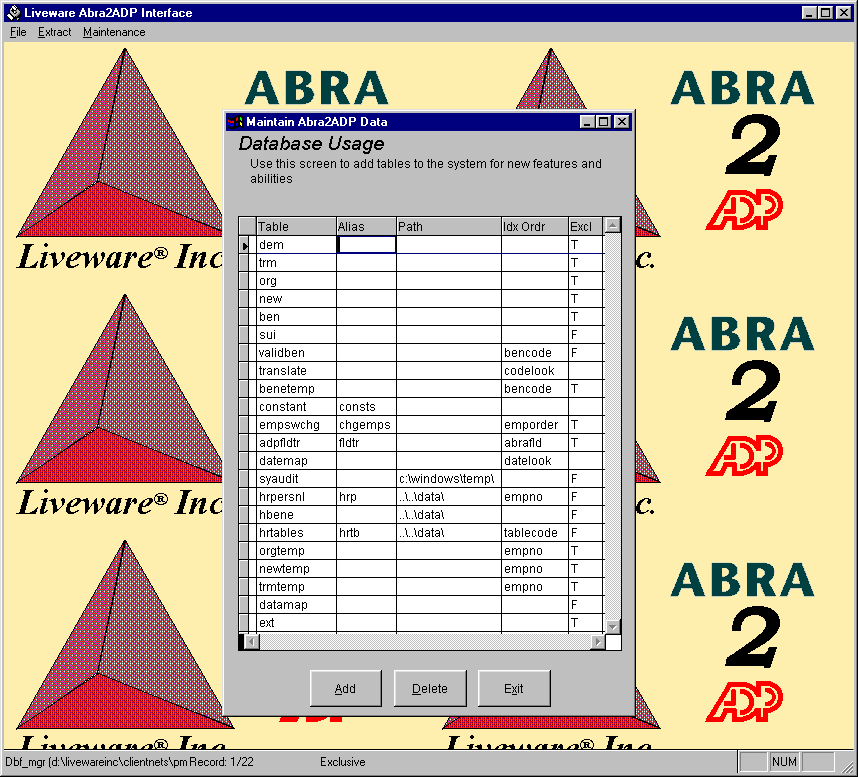 Liveware Abra2ADP Interface
File Extract Maintenance
ABRA
ABRA
2
ADP
Liveware® Inc
c.
Maintain Abra2ADP Data
Database Usage
Use this screen to add tables to the system for new features and
abilities
Table Alias Path Idx Ordr Excl
dem T
trm T
org T
new T
ben T
sui F
validben bencode F
translate codelook
benetemp bencode T
constant consts
empswchg chgemps emporder T
adpfldtr fldtr abrafld T
datemap datelook
syaudit c:\windows\temp\ F
hrpersnl hrp ..\..\data\ empno F
hbene ..\..\data\ F
hrtables hrtb ..\..\data\ tablecode F
orgtemp empno T
newtemp empno T
trmtemp empno T
datamap F
ext T
Add Delete Exit
ABRA
2
ADP
Liveware® Inc
c.
ABRA
2
ADP
ADP
Liveware® Inc
Liveware® Inc
Dbf_mgr (d:\livewareinc\clientnets\pm Record: 1/22 Exclusive NUM